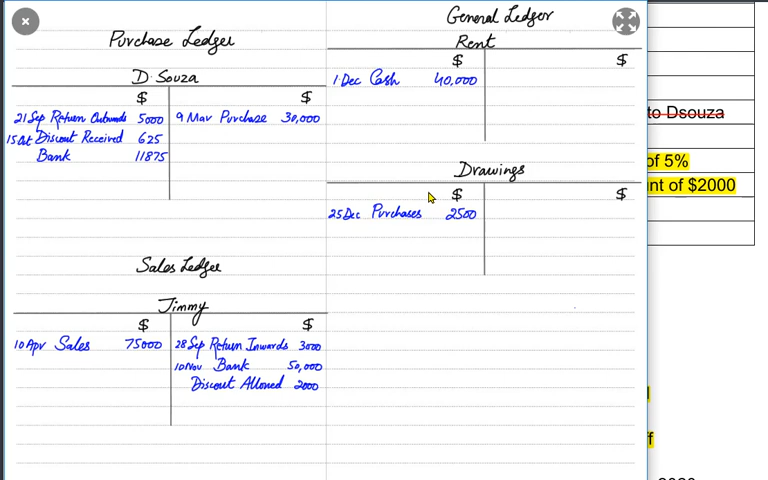 Purchase Ledger
D Souza
$ $
21 Sep Return Outwards 5000 9 Mar Purchase 30,000
15 Oct Discout Received 625
Bank 11875
Sales Ledger
Jimmy
$ $
10 Apr Sales 75000 28 Sep Return Inwards 3000
10 Nov Bank 50,000
Discout Allowed 2000
General Ledger
Rent
$ $
1 Dec Cash 40,000
Drawings
$ $
25 Dec Purchases 2500
to Dsouza
of 5%
nt of $2000